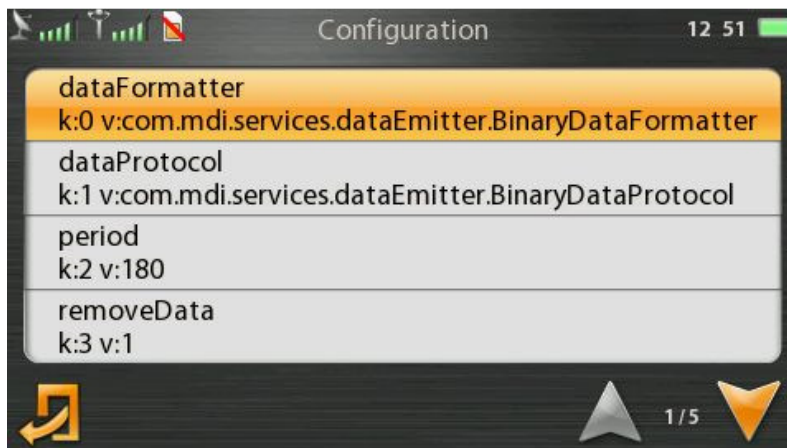 Configuration
12 51
dataFormatter
k:0 v:com.mdi.services.dataEmitter.BinaryDataFormatter
dataProtocol
k:1 v:com.mdi.services.dataEmitter.BinaryDataProtocol
period
k:2 v:180
removeData
k:3 v:1
1/5